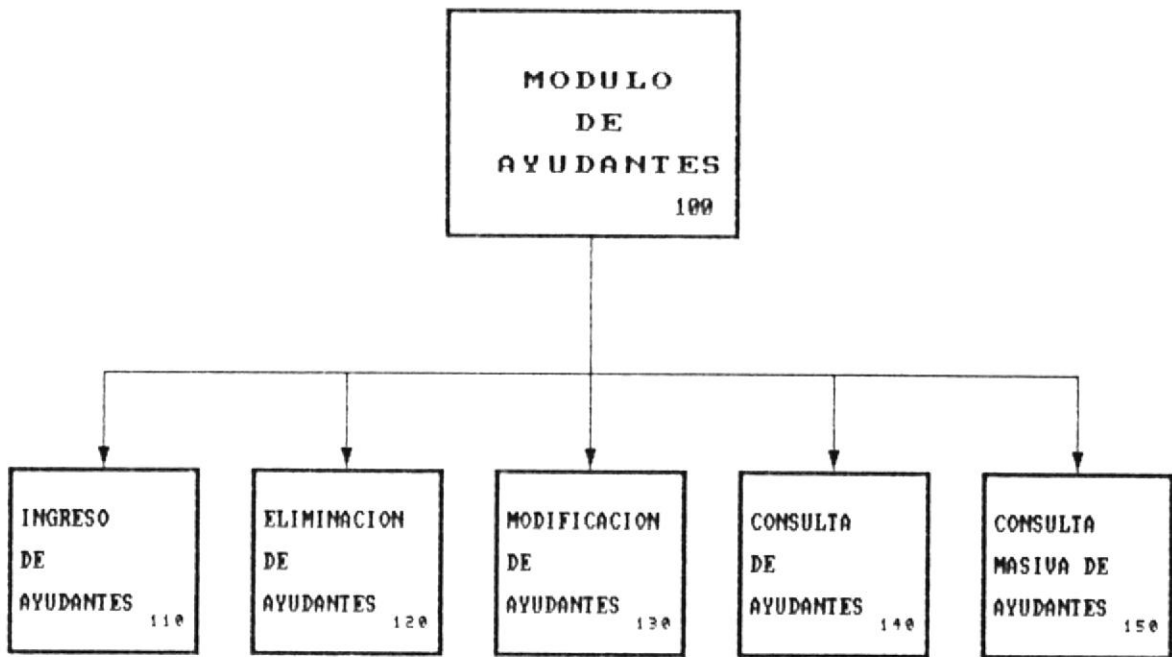 MODULO
DE
AYUDANTES
100
INGRESO
DE
AYUDANTES
110
ELIMINACION
DE
AYUDANTES
120
MODIFICACION
DE
AYUDANTES
130
CONSULTA
DE
AYUDANTES
140
CONSULTA
MASIVA DE
AYUDANTES
150